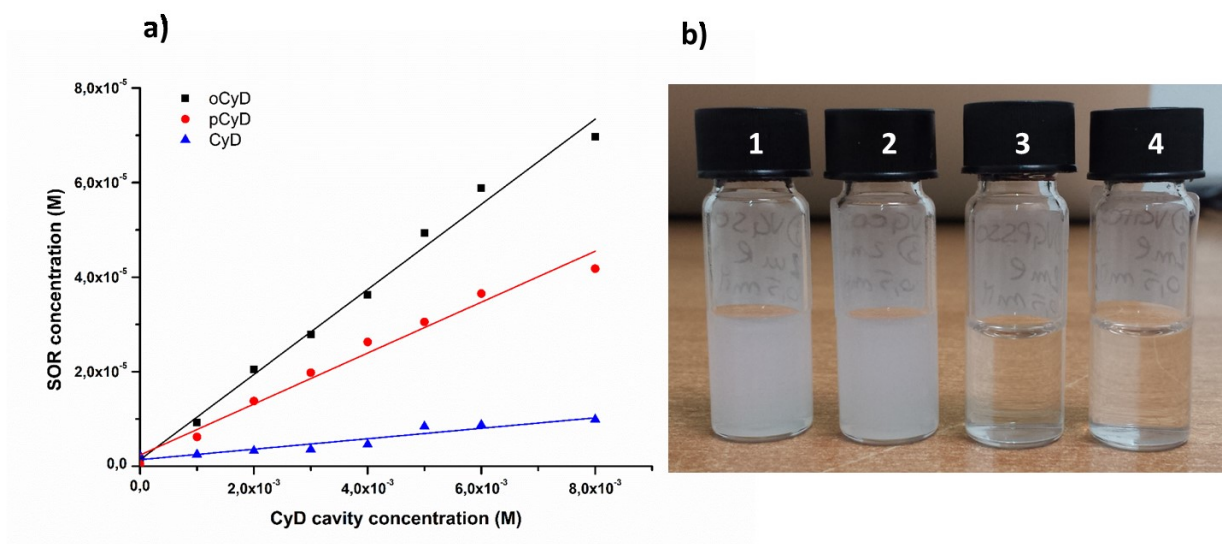 a)
oCyD
pCyD
CyD
8,0x10⁻⁵
6,0x10⁻⁵
4,0x10⁻⁵
2,0x10⁻⁵
0,0
SOR concentration (M)
0,0
2,0x10⁻³
4,0x10⁻³
6,0x10⁻³
8,0x10⁻³
CyD cavity concentration (M)
b)
1
2
3
4